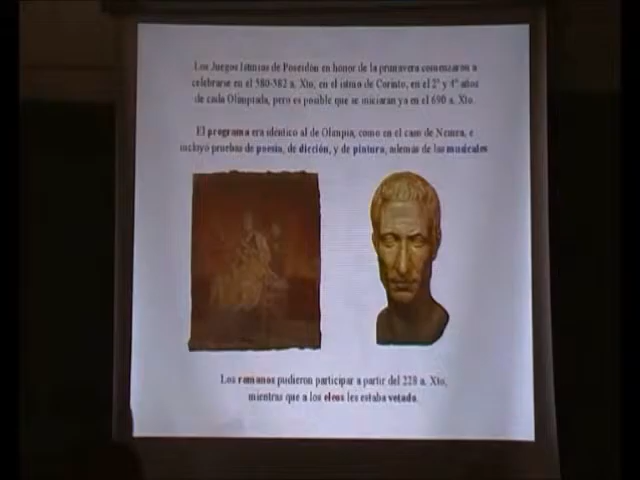 Los Juegos Ístmios de Poseidón en honor de la primavera comenzaron a
celebrarse en el 580-582 a. Xto, en el istmo de Corinto, en el 2º y 4º años
de cada Olimpiada, pero es posible que se iniciaran ya en el 690 a. Xto.
El programa era idéntico al de Olimpia, como en el caso de Nemea, e
incluyó pruebas de poesía, de dicción, y de pintura, además de las musicales
Los romanos pudieron participar a partir del 228 a. Xto,
mientras que a los eleos les estaba vetado.